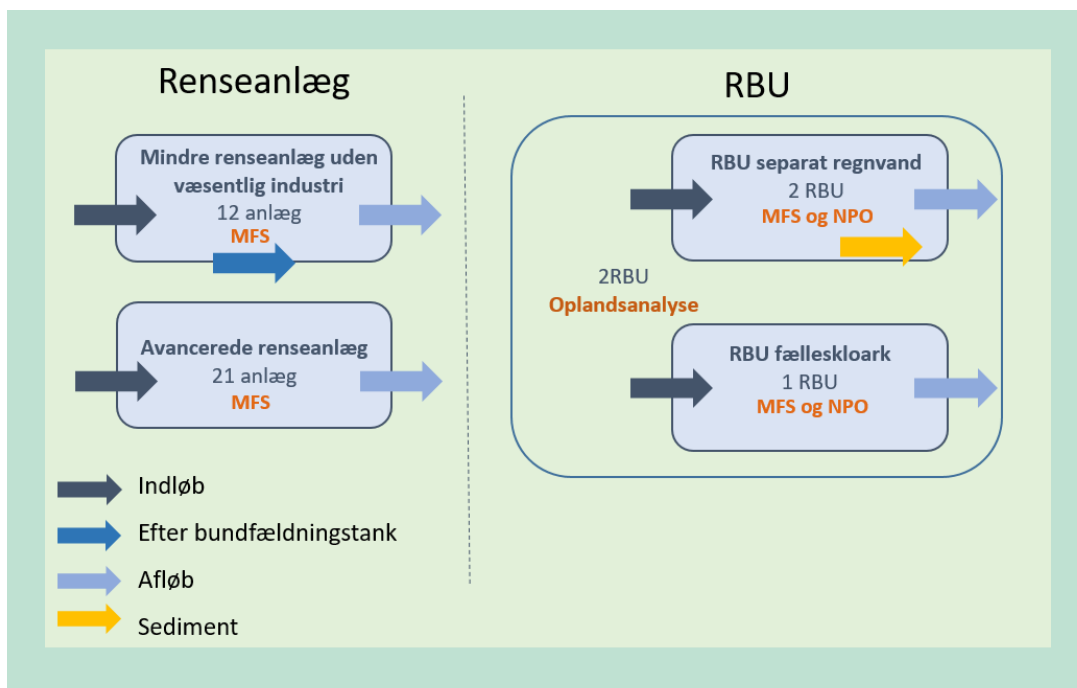 Renseanlæg
Mindre renseanlæg uden
væsentlig industri
12 anlæg
MFS
Avancerede renseanlæg
21 anlæg
MFS
Indløb
Efter bundfældningstank
Afløb
Sediment
RBU
RBU separat regnvand
2 RBU
MFS og NPO
2RBU
Oplandsanalyse
RBU fælleskloark
1 RBU
MFS og NPO